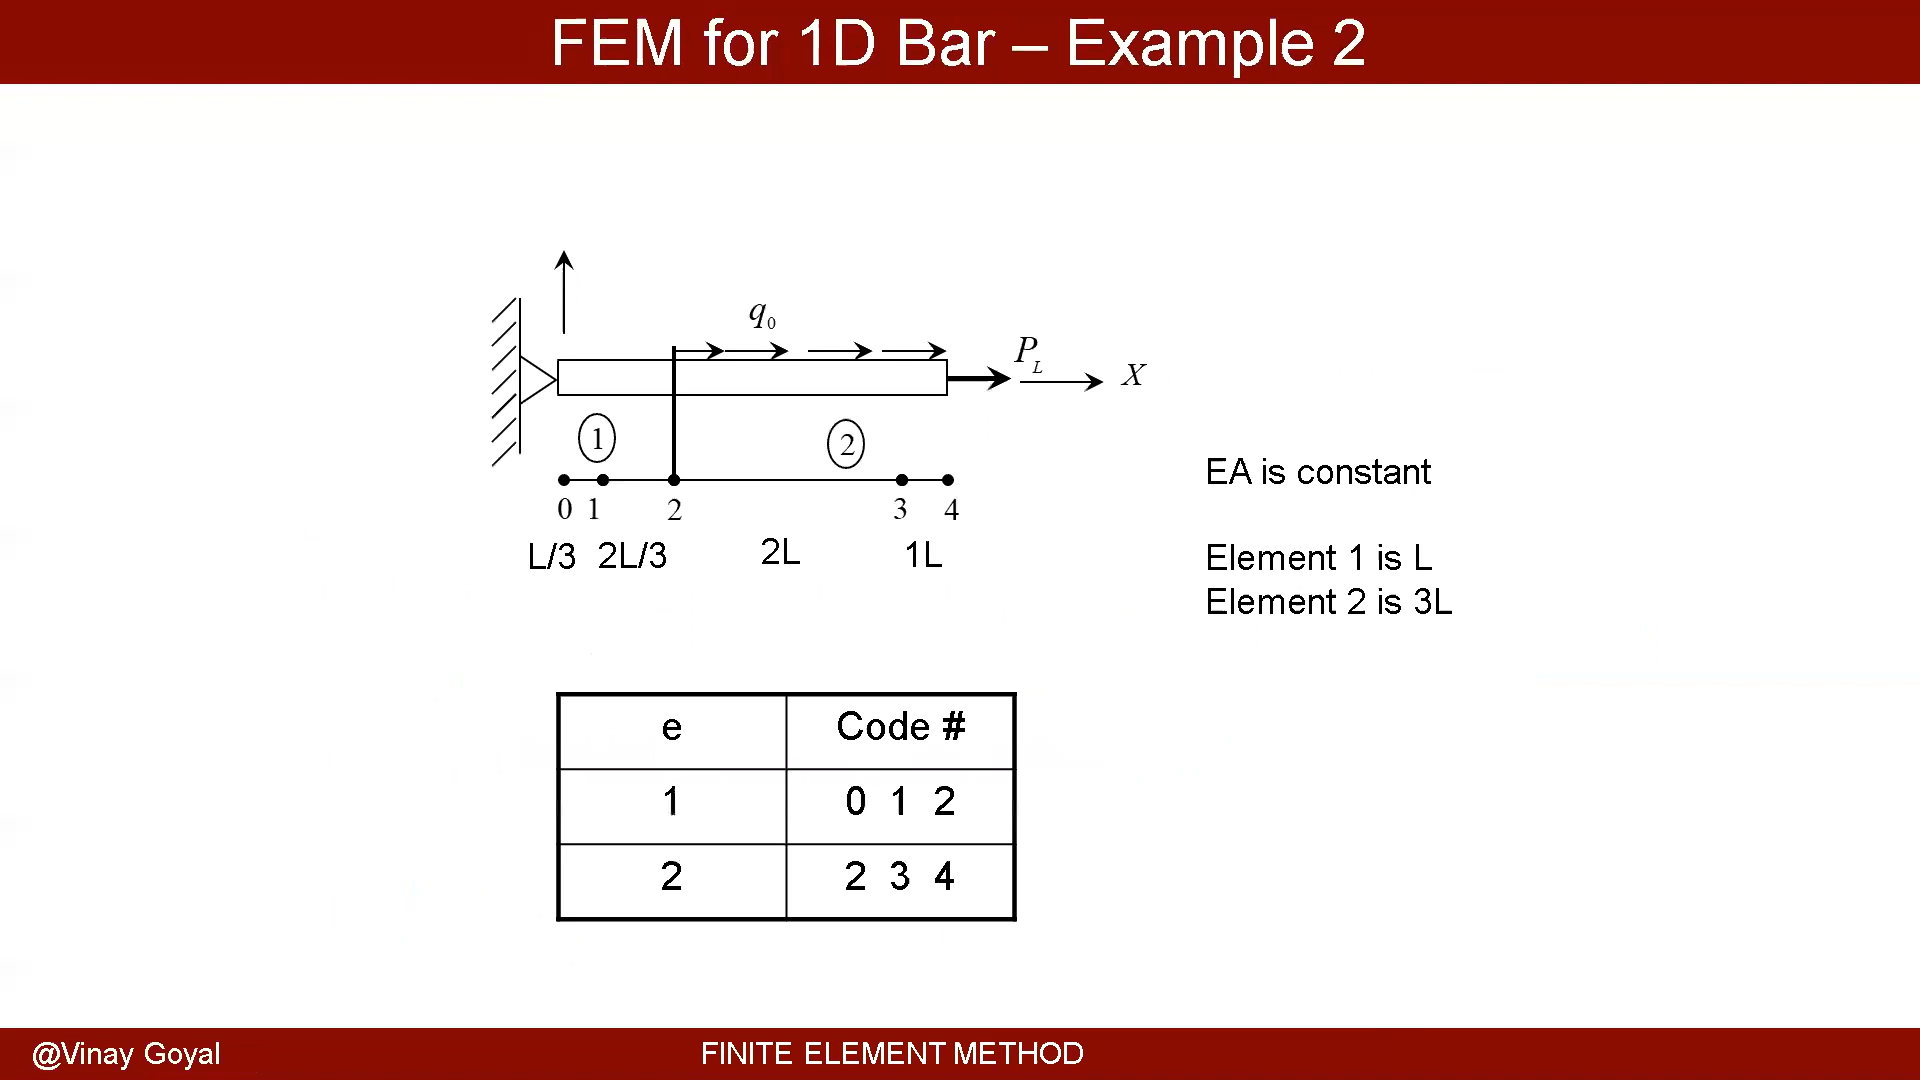 FEM for 1D Bar – Example 2
q0
PL
X
1
2
0 1 2 3 4
L/3 2L/3 2L 1L
EA is constant
Element 1 is L
Element 2 is 3L
e Code #
1 0 1 2
2 2 3 4
@Vinay Goyal
FINITE ELEMENT METHOD